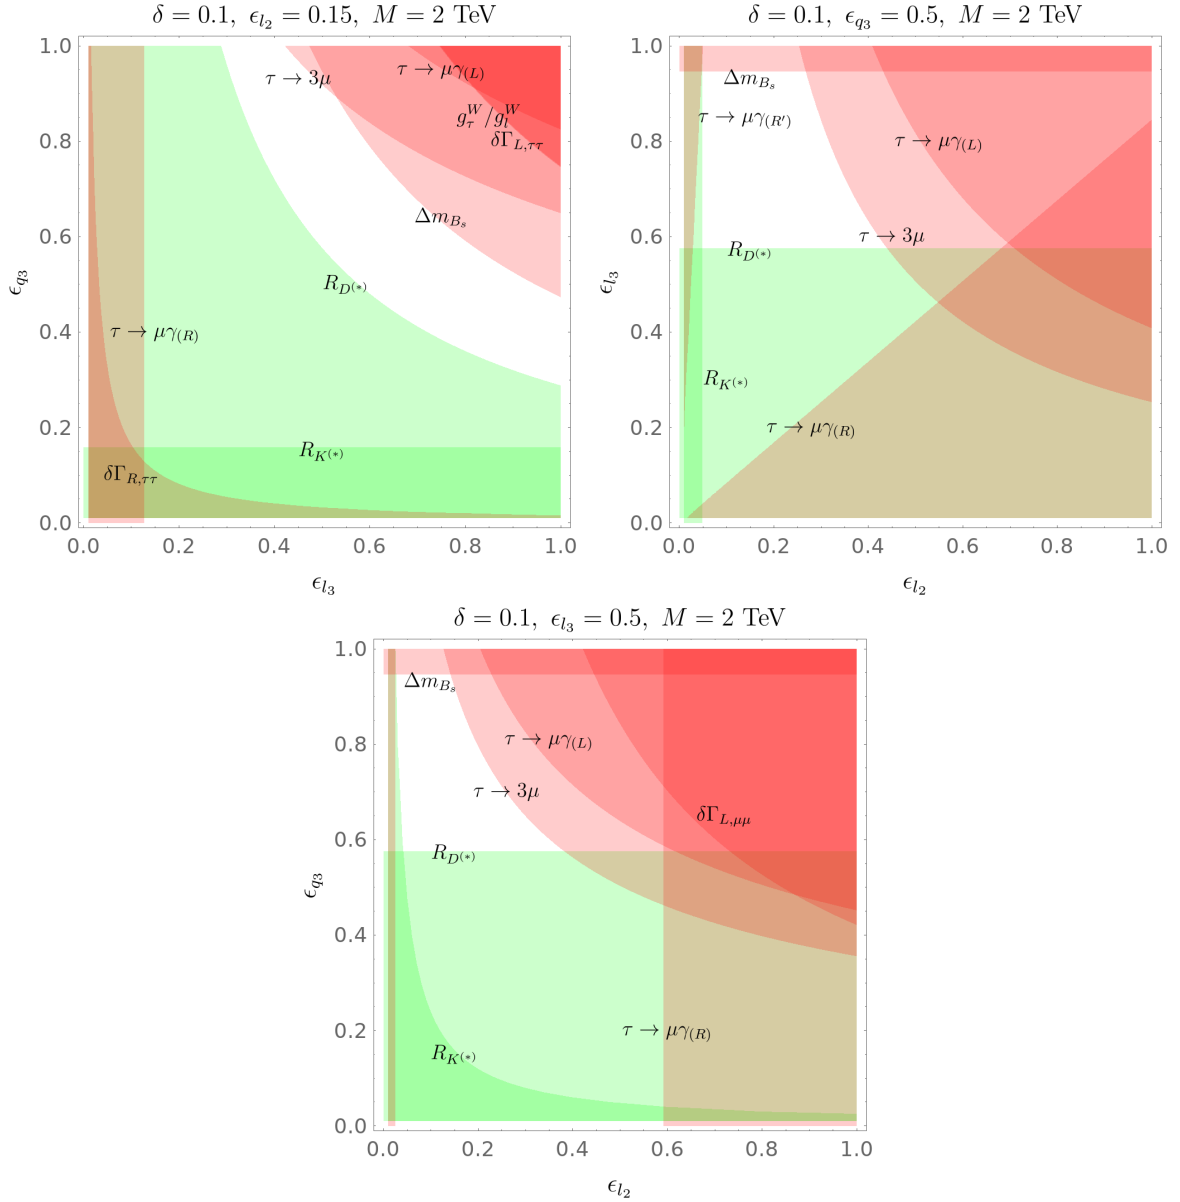 δ = 0.1, ϵ_{l_2} = 0.15, M = 2 TeV
1.0
0.8
0.6
0.4
0.2
0.0
ϵ_{q_3}
τ → 3μ
τ → μγ_{(L)}
g_τ^W/g_l^W
δΓ_{L,ττ}
Δm_{B_s}
R_{D^{(*)}}
τ → μγ_{(R)}
R_{K^{(*)}}
δΓ_{R,ττ}
0.0 0.2 0.4 0.6 0.8 1.0
ϵ_{l_3}
δ = 0.1, ϵ_{q_3} = 0.5, M = 2 TeV
1.0
0.8
0.6
0.4
0.2
0.0
ϵ_{l_3}
Δm_{B_s}
τ → μγ_{(R')}
τ → μγ_{(L)}
τ → 3μ
R_{D^{(*)}}
R_{K^{(*)}}
τ → μγ_{(R)}
0.0 0.2 0.4 0.6 0.8 1.0
ϵ_{l_2}
δ = 0.1, ϵ_{l_3} = 0.5, M = 2 TeV
1.0
0.8
0.6
0.4
0.2
0.0
ϵ_{q_3}
Δm_{B_s}
τ → μγ_{(L)}
τ → 3μ
δΓ_{L,μμ}
R_{D^{(*)}}
τ → μγ_{(R)}
R_{K^{(*)}}
0.0 0.2 0.4 0.6 0.8 1.0
ϵ_{l_2}